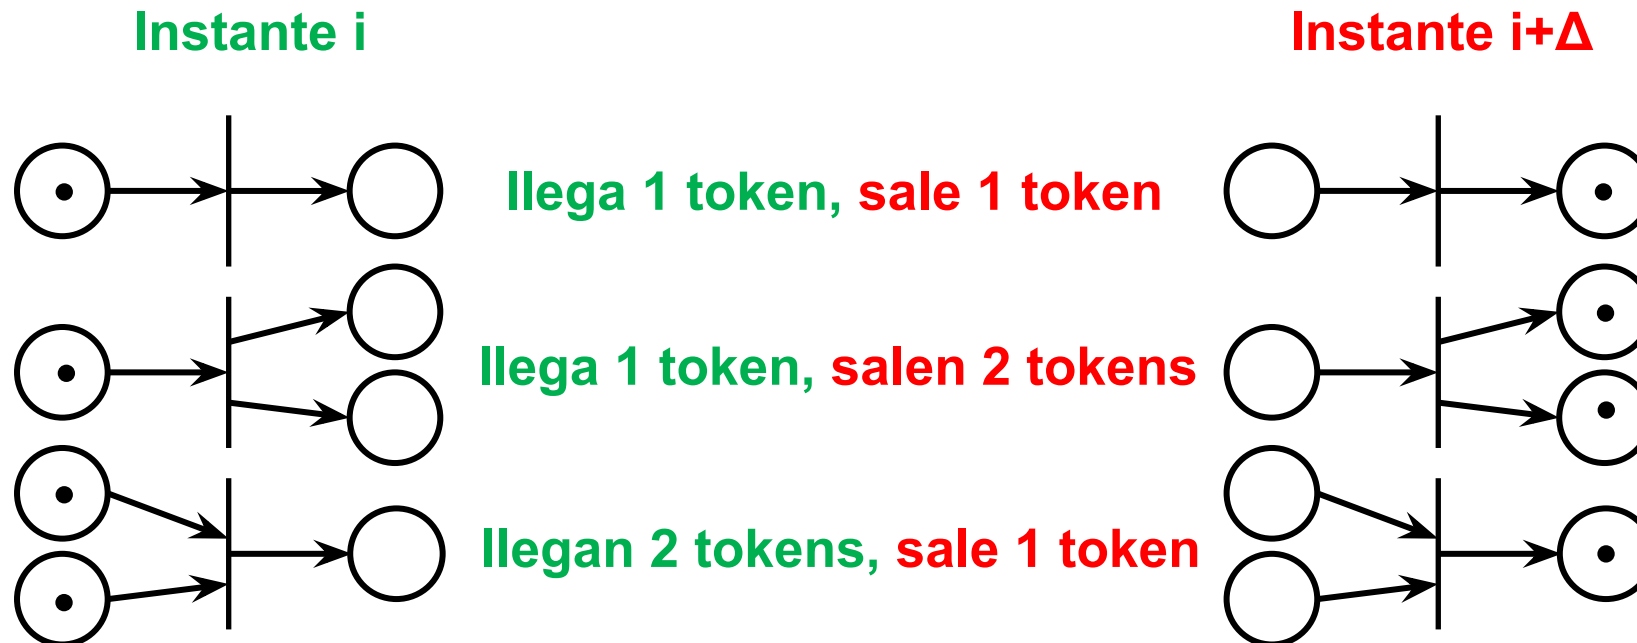 Instante i
Instante i+Δ
llega 1 token, sale 1 token
llega 1 token, salen 2 tokens
llegan 2 tokens, sale 1 token